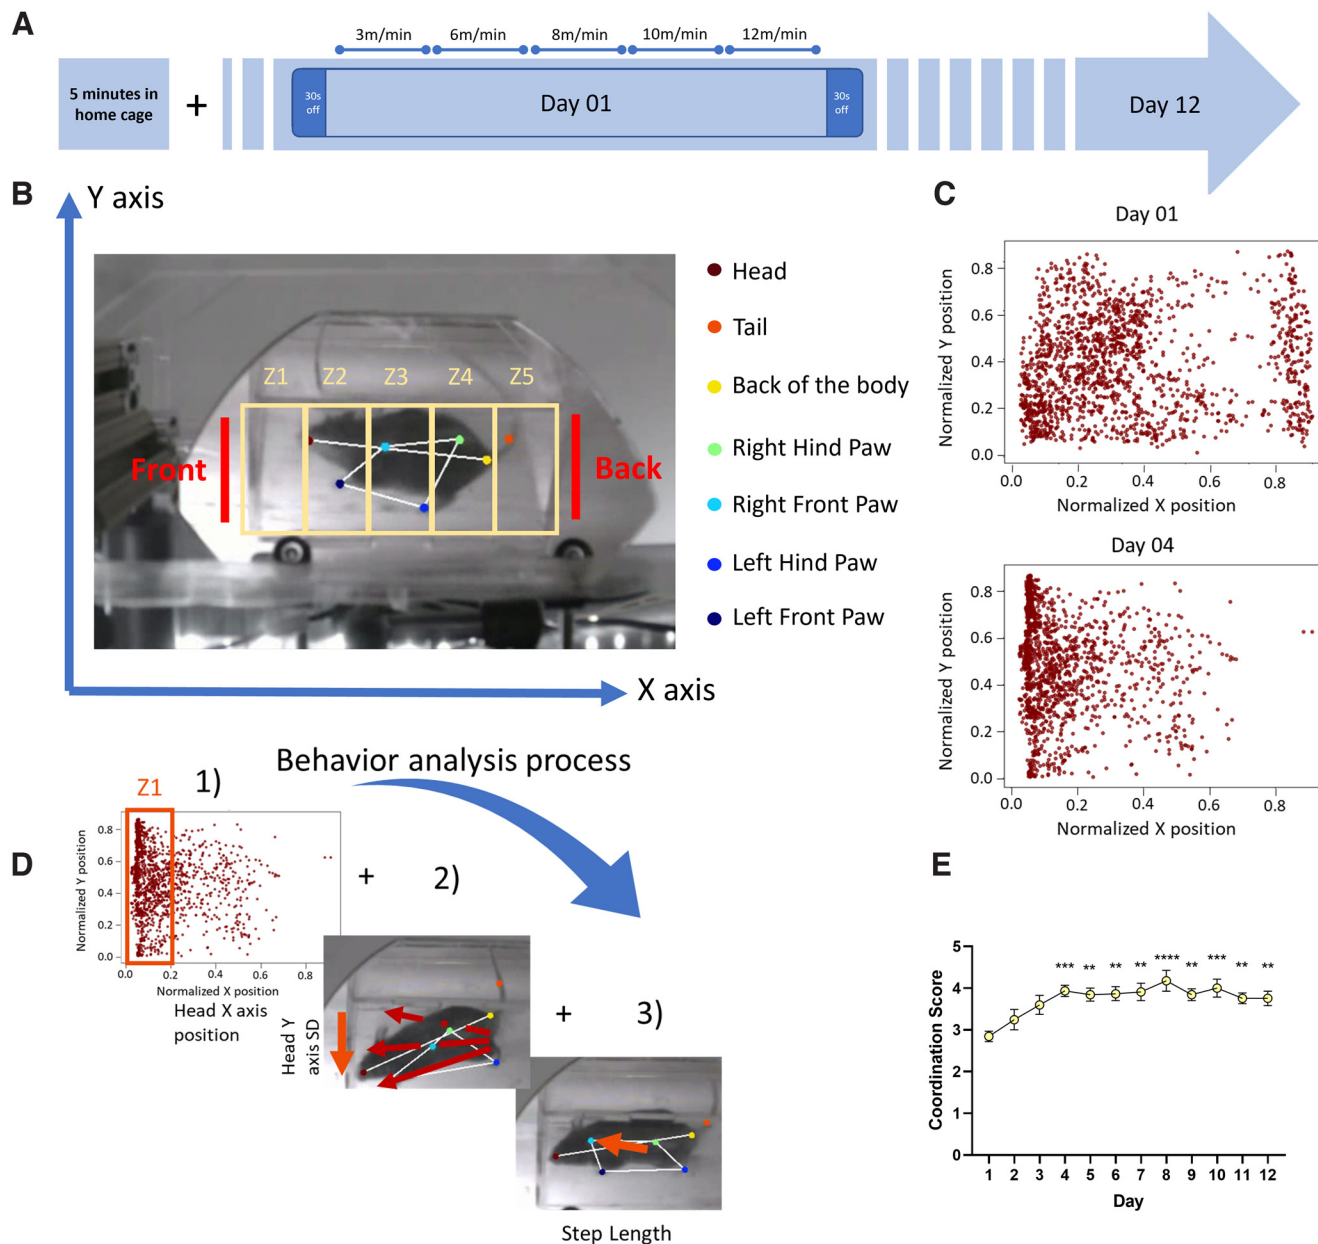 A
3m/min 6m/min 8m/min 10m/min 12m/min
5 minutes in
home cage
+
30s
off
Day 01
30s
off
Day 12
B
Y axis
Z1 Z2 Z3 Z4 Z5
Front
Back
X axis
Head
Tail
Back of the body
Right Hind Paw
Right Front Paw
Left Hind Paw
Left Front Paw
C
Day 01
Normalized Y position
0.8
0.6
0.4
0.2
0.0
0.0 0.2 0.4 0.6 0.8
Normalized X position
Day 04
Normalized Y position
0.8
0.6
0.4
0.2
0.0
0.0 0.2 0.4 0.6 0.8
Normalized X position
D
Behavior analysis process
Z1
1)
Normalized Y position
0.8
0.6
0.4
0.2
0.0
0.0 0.2 0.4 0.6 0.8
Normalized X position
Head X axis
position
+
2)
Head Y
axis SD
+
3)
Step Length
E
Coordination Score
5
4
3
2
1
0
*** ** ** ** **** ** *** ** **
1 2 3 4 5 6 7 8 9 10 11 12
Day